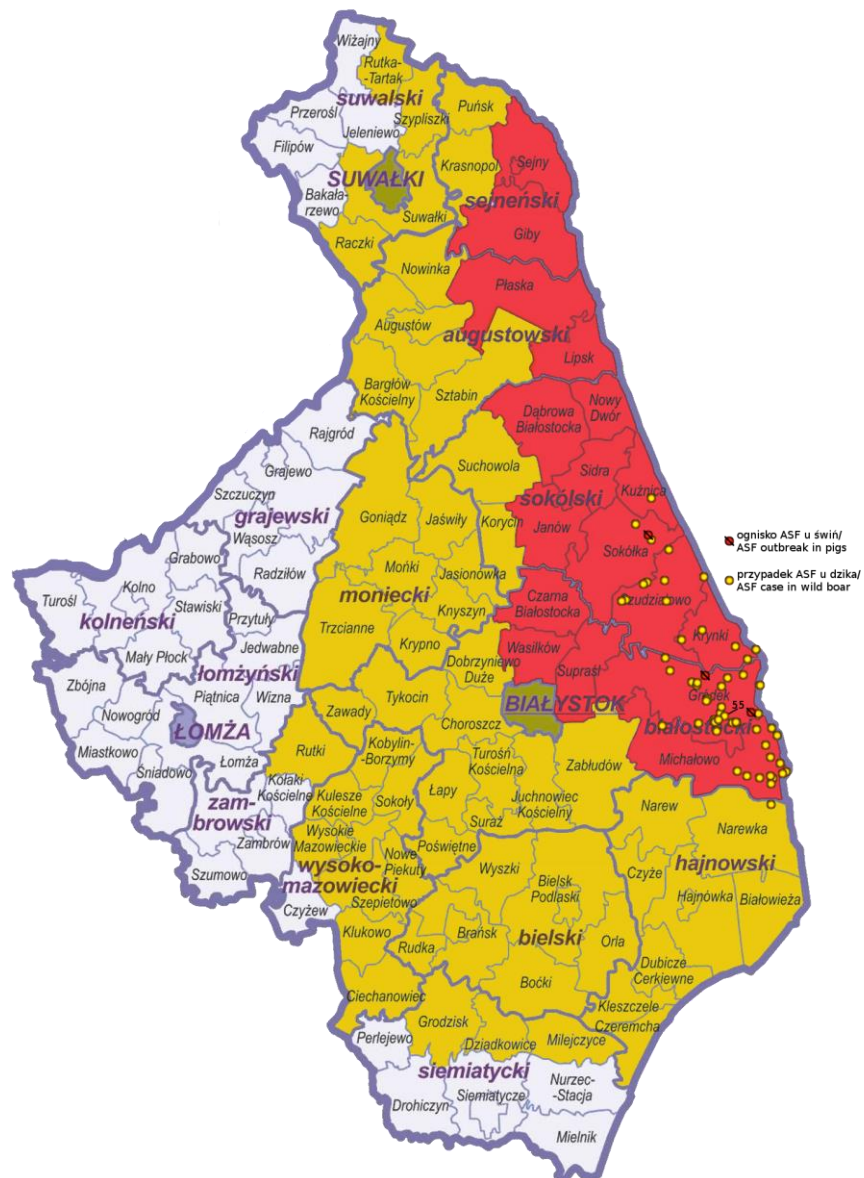 Wiżajny
Rutka-
-Tartak
suwalski
Szypliszki
Puńsk
Przerośl
Jeleniewo
Filipów
Krasnopol
Sejny
SUWAŁKI
Bakała-
rzewo
Suwałki
sejneński
Giby
Raczki
Nowinka
Płaska
Augustów
augustowski
Lipsk
Bargłów
Kościelny
Sztabin
Rajgród
Dąbrowa
Białostocka
Nowy
Dwór
Grajewo
Suchowola
Sidra
Szczuczyn
Kuźnica
grajewski
sokólski
Goniądz
Jaświły
Korycin
Wąsosz
Janów
Sokółka
ognisko ASF u świń/
ASF outbreak in pigs
Grabowo
Radziłów
Mońki
Jasionówka
przypadek ASF u dzika/
ASF case in wild boar
Kolno
Turośl
Stawiski
moniecki
Knyszyn
Czarna
Białostocka
Szudziałowo
kolneński
Przytuły
Trzcianne
Krypno
Krynki
Mały Płock
Jedwabne
Wasilków
łomżyński
Dobrzyniewo
Duże
Supraśl
Zbójna
Piątnica
Wizna
Tykocin
BIAŁYSTOK
Gródek
55
Nowogród
Zawady
Choroszcz
białostocki
ŁOMŻA
Miastkowo
Rutki
Kobylin-
-Borzymy
Turośń
Kościelna
Zabłudów
Michałowo
Śniadowo
Łomża
Kołaki
Kościelne
Kulesze
Kościelne
Sokoły
Łapy
Juchnowiec
Kościelny
Narew
zam-
browski
Suraż
Narewka
Zambrów
Wysokie
Mazowieckie
Nowe
Piekuty
Poświętne
Szumowo
wysoko-
mazowiecki
Wyszki
Czyże
hajnowski
Szepietowo
Bielsk
Podlaski
Hajnówka
Białowieża
Czyżew
Klukowo
Rudka
Brańsk
bielski
Orla
Dubicze
Cerkiewne
Boćki
Ciechanowiec
Kleszczele
Grodzisk
Czeremcha
Perlejewo
Dziadkowice
Milejczyce
siemiatycki
Nurzec-
-Stacja
Drohiczyn
Siemiatycze
Mielnik